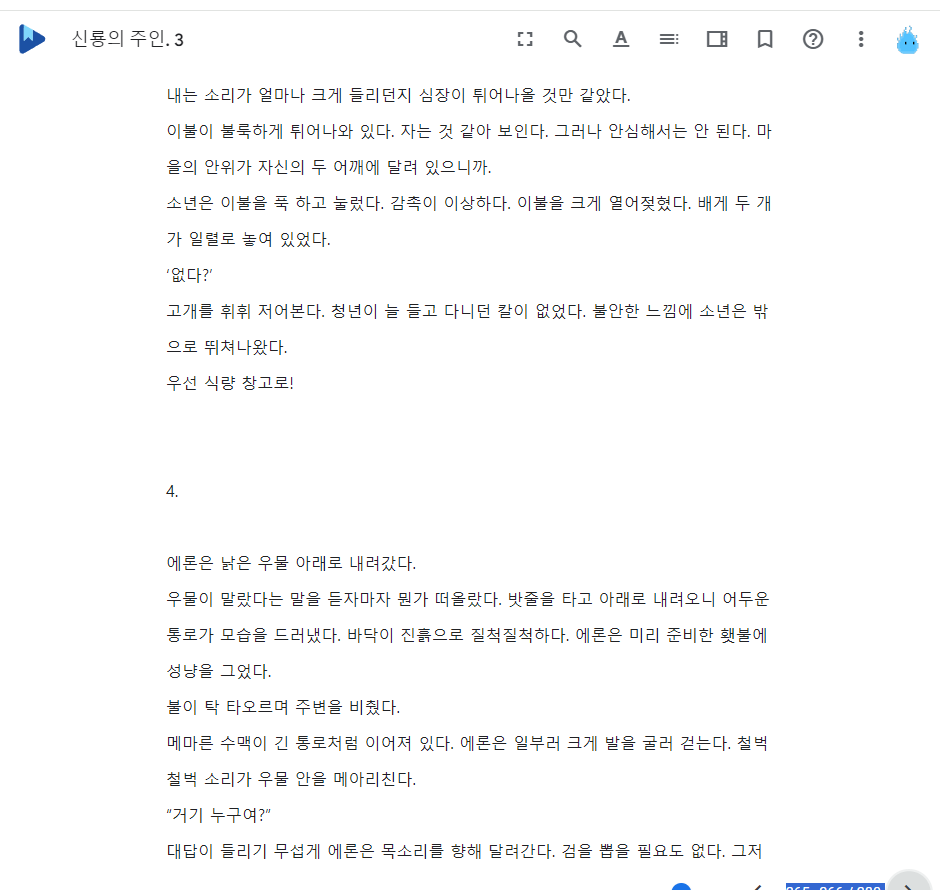 신룡의 주인. 3
내는 소리가 얼마나 크게 들리던지 심장이 튀어나올 것만 같았다.
이불이 불룩하게 튀어나와 있다. 자는 것 같아 보인다. 그러나 안심해서는 안 된다. 마
을의 안위가 자신의 두 어깨에 달려 있으니까.
소년은 이불을 푹 하고 눌렀다. 감촉이 이상하다. 이불을 크게 열어젖혔다. 배게 두 개
가 일렬로 놓여 있었다.
‘없다?’
고개를 휘휘 저어본다. 청년이 늘 들고 다니던 칼이 없었다. 불안한 느낌에 소년은 밖
으로 뛰쳐나왔다.
우선 식량 창고로!
4.
에론은 낡은 우물 아래로 내려갔다.
우물이 말랐다는 말을 듣자마자 뭔가 떠올랐다. 밧줄을 타고 아래로 내려오니 어두운
통로가 모습을 드러냈다. 바닥이 진흙으로 질척질척하다. 에론은 미리 준비한 횃불에
성냥을 그었다.
불이 탁 타오르며 주변을 비췄다.
메마른 수맥이 긴 통로처럼 이어져 있다. 에론은 일부러 크게 발을 굴러 걷는다. 철벅
철벅 소리가 우물 안을 메아리친다.
“거기 누구여?”
대답이 들리기 무섭게 에론은 목소리를 향해 달려간다. 검을 뽑을 필요도 없다. 그저